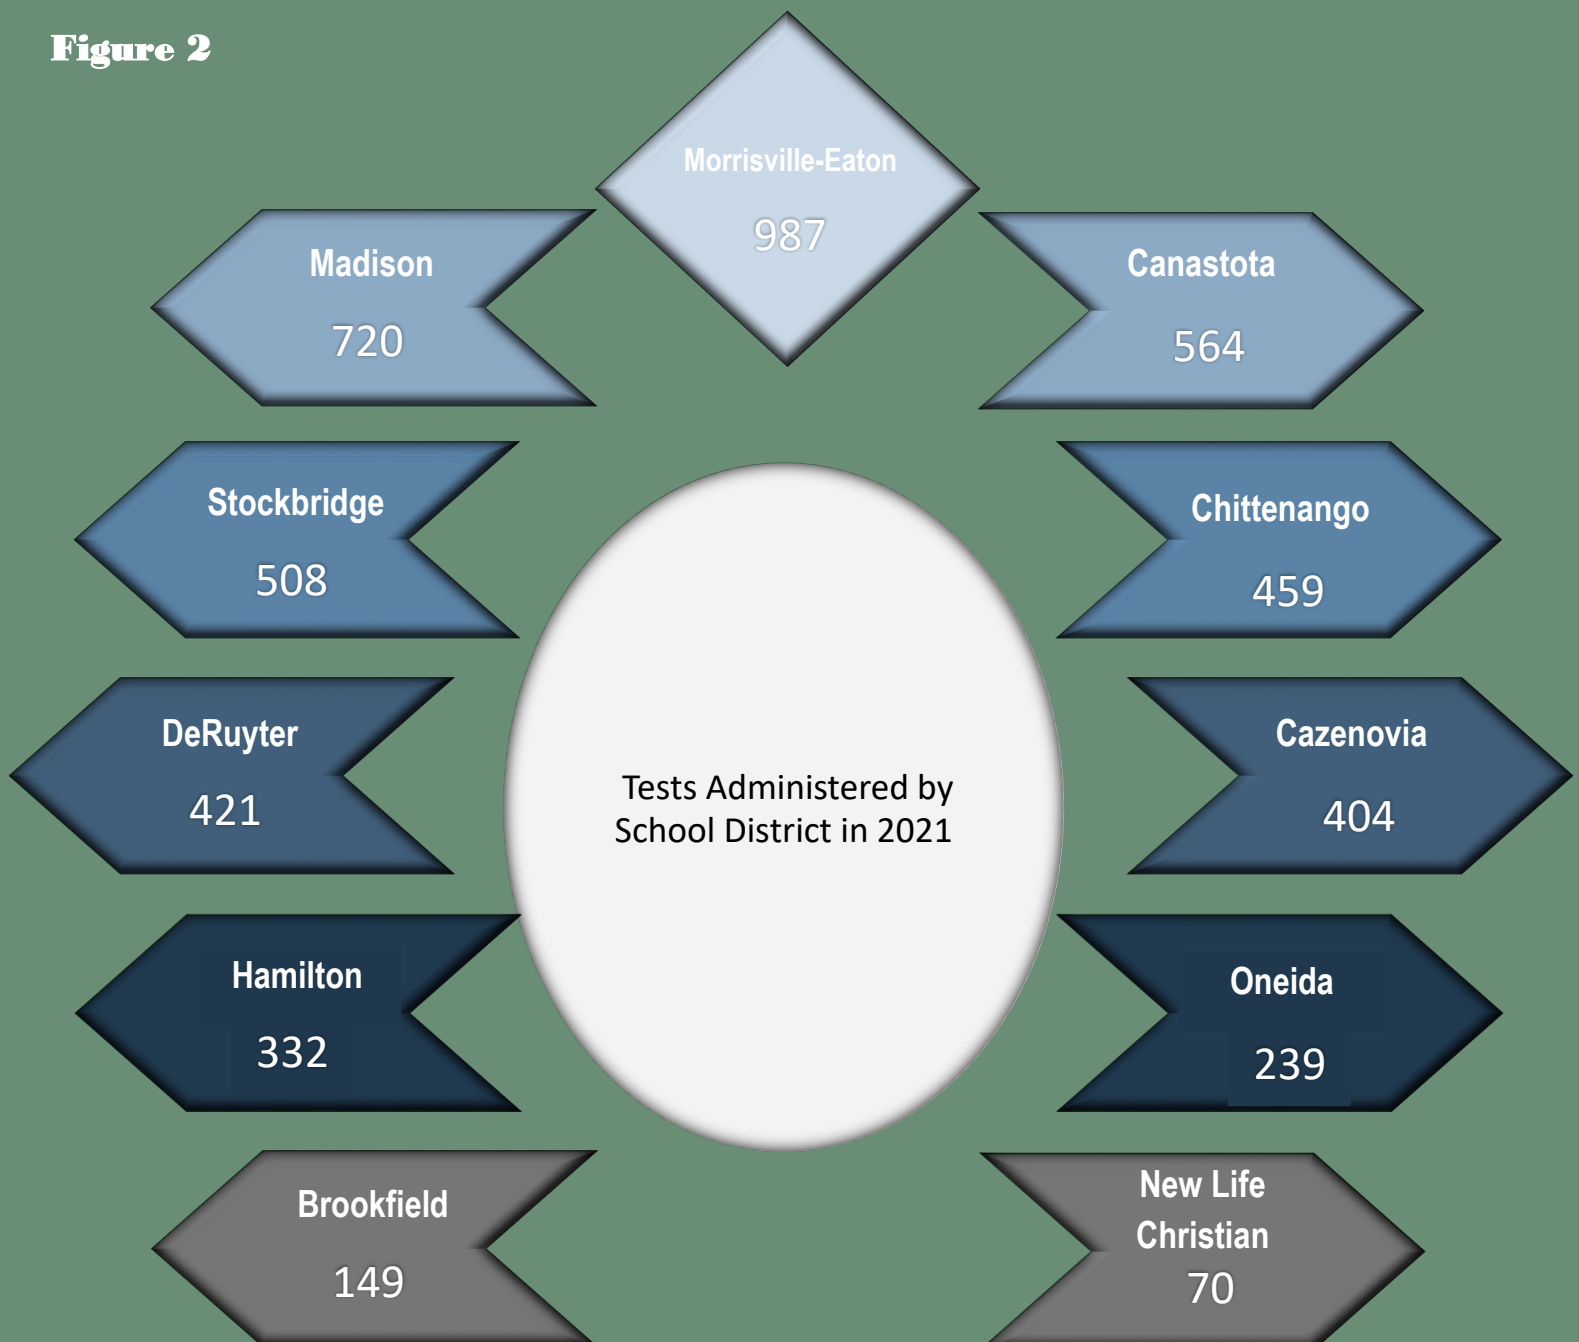 Figure 2
Morrisville-Eaton
987
Madison
720
Canastota
564
Stockbridge
508
Chittenango
459
DeRuyter
421
Cazenovia
404
Tests Administered by
School District in 2021
Hamilton
332
Oneida
239
Brookfield
149
New Life
Christian
70